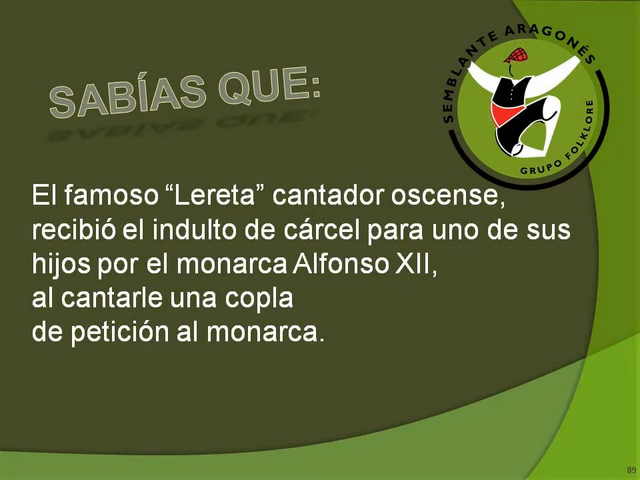 SEMBLANTE ARAGONÉS
GRUPO FOLKLORE
SABÍAS QUE:
El famoso “Lereta” cantador oscense,
recibió el indulto de cárcel para uno de sus
hijos por el monarca Alfonso XII,
al cantarle una copla
de petición al monarca.
89